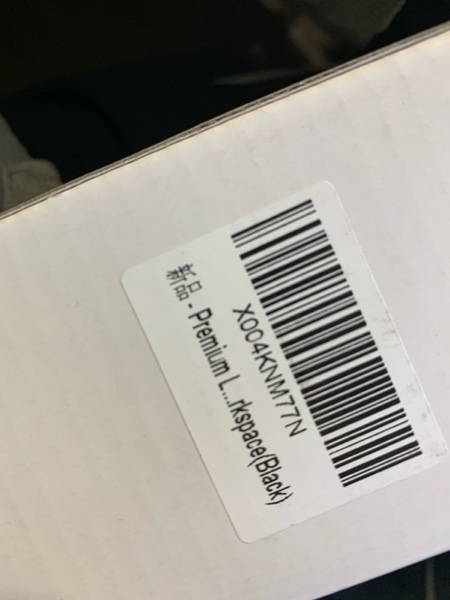 X004KNM77N
新品 - Premium L...rkspace(Black)